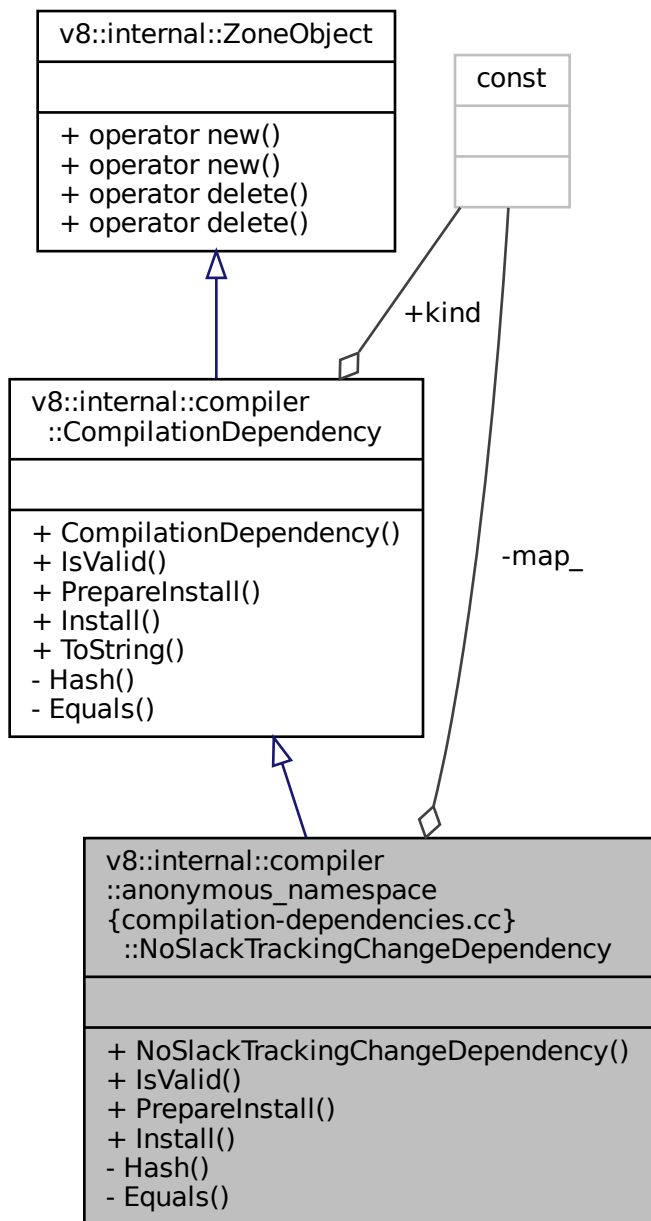 v8::internal::ZoneObject
+ operator new()
+ operator new()
+ operator delete()
+ operator delete()
const
+kind
v8::internal::compiler
::CompilationDependency
+ CompilationDependency()
+ IsValid()
+ PrepareInstall()
+ Install()
+ ToString()
- Hash()
- Equals()
-map_
v8::internal::compiler
::anonymous_namespace
{compilation-dependencies.cc}
::NoSlackTrackingChangeDependency
+ NoSlackTrackingChangeDependency()
+ IsValid()
+ PrepareInstall()
+ Install()
- Hash()
- Equals()